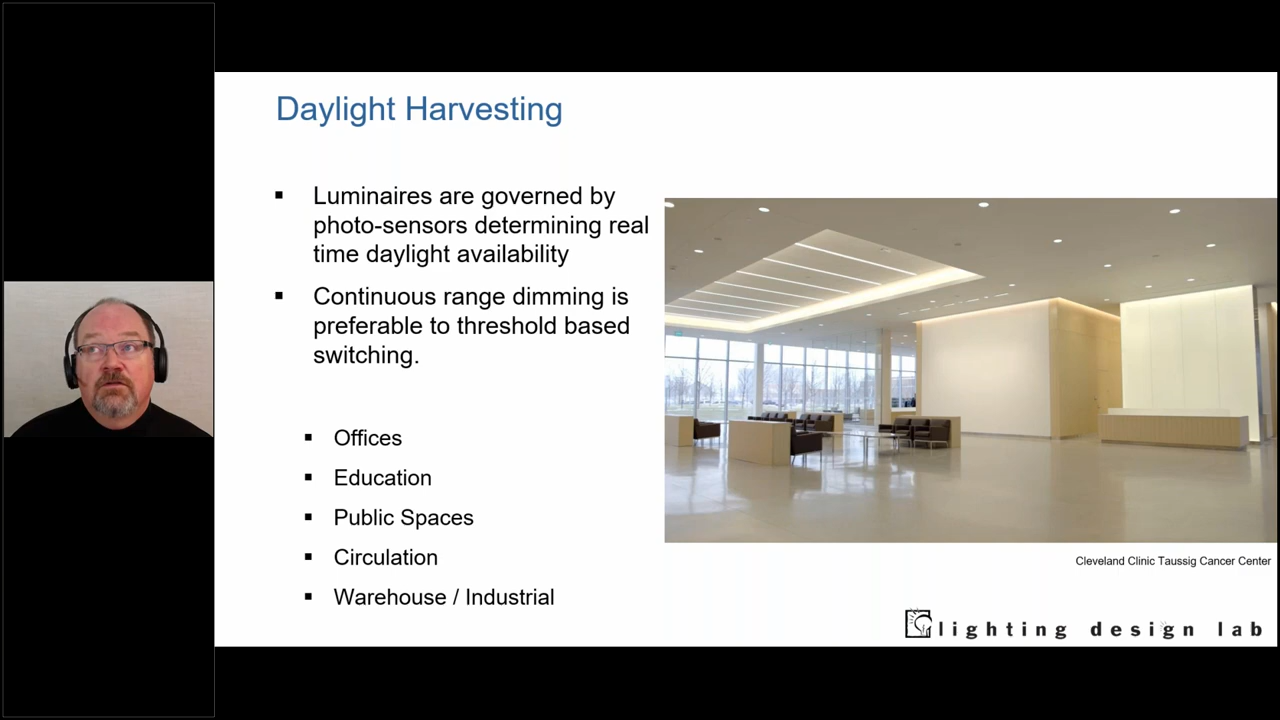 Daylight Harvesting
▪ Luminaires are governed by
photo-sensors determining real
time daylight availability
▪ Continuous range dimming is
preferable to threshold based
switching.
▪ Offices
▪ Education
▪ Public Spaces
▪ Circulation
▪ Warehouse / Industrial
Cleveland Clinic Taussig Cancer Center
lighting design lab